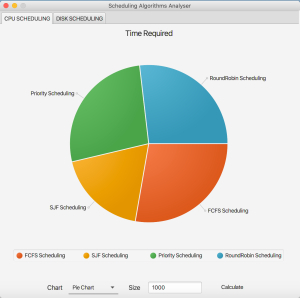 Scheduling Algorithms Analyser
CPU SCHEDULING DISK SCHEDULING
Time Required
RoundRobin Scheduling
Priority Scheduling
SJF Scheduling
FCFS Scheduling
FCFS Scheduling SJF Scheduling Priority Scheduling RoundRobin Scheduling
Chart Pie Chart Size 1000 Calculate